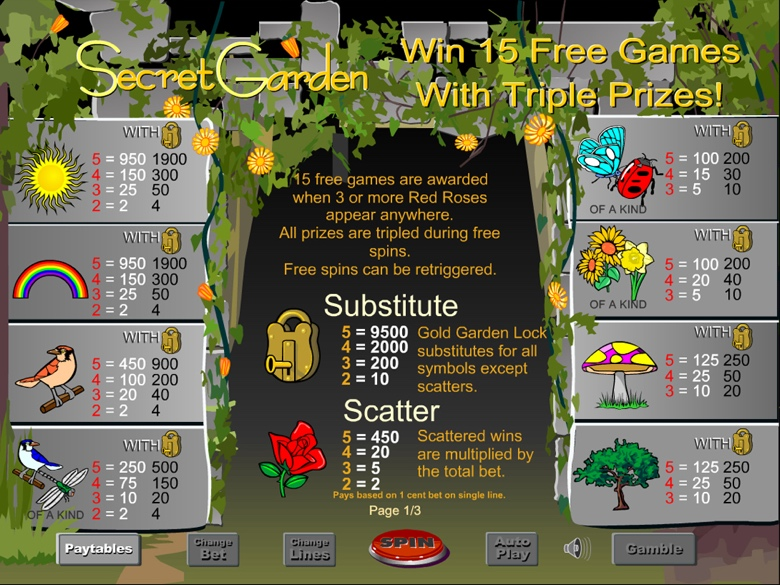 Secret Garden
Win 15 Free Games
With Triple Prizes!
WITH
5 = 950 1900
4 = 150 300
3 = 25 50
2 = 2 4
WITH
5 = 950 1900
4 = 150 300
3 = 25 50
2 = 2 4
WITH
5 = 450 900
4 = 100 200
3 = 20 40
2 = 2 4
WITH
5 = 250 500
4 = 75 150
3 = 10 20
2 = 2 4
OF A KIND
15 free games are awarded
when 3 or more Red Roses
appear anywhere.
All prizes are tripled during free
spins.
Free spins can be retriggered.
Substitute
5 = 9500
4 = 2000
3 = 200
2 = 10
Gold Garden Lock
substitutes for all
symbols except
scatters.
Scatter
5 = 450
4 = 20
3 = 5
2 = 2
Scattered wins
are multiplied by
the total bet.
Pays based on 1 cent bet on single line.
Page 1/3
WITH
5 = 100 200
4 = 15 30
3 = 5 10
OF A KIND
WITH
5 = 100 200
4 = 20 40
3 = 5 10
OF A KIND
WITH
5 = 125 250
4 = 25 50
3 = 10 20
WITH
5 = 125 250
4 = 25 50
3 = 10 20
Paytables
Change
Bet
Change
Lines
SPIN
Auto
Play
Gamble